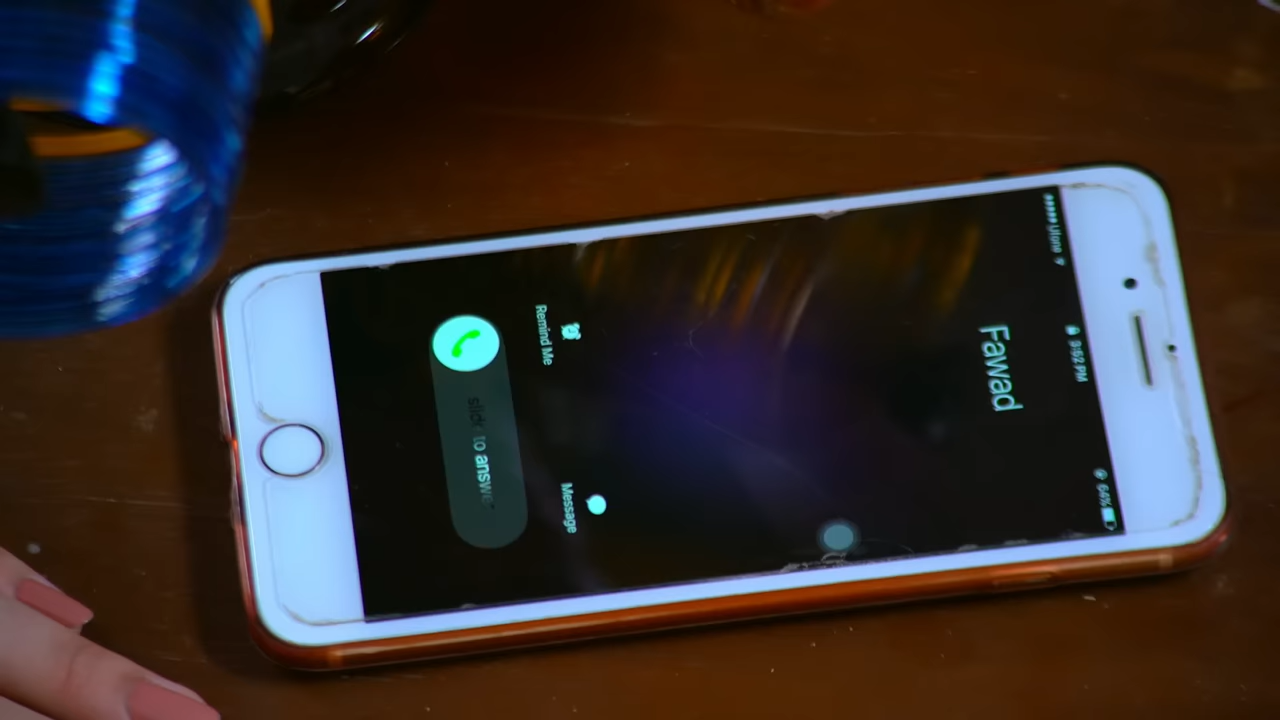 Ufone
9:52 PM
64%
Fawad
Remind Me
Message
slide to answer